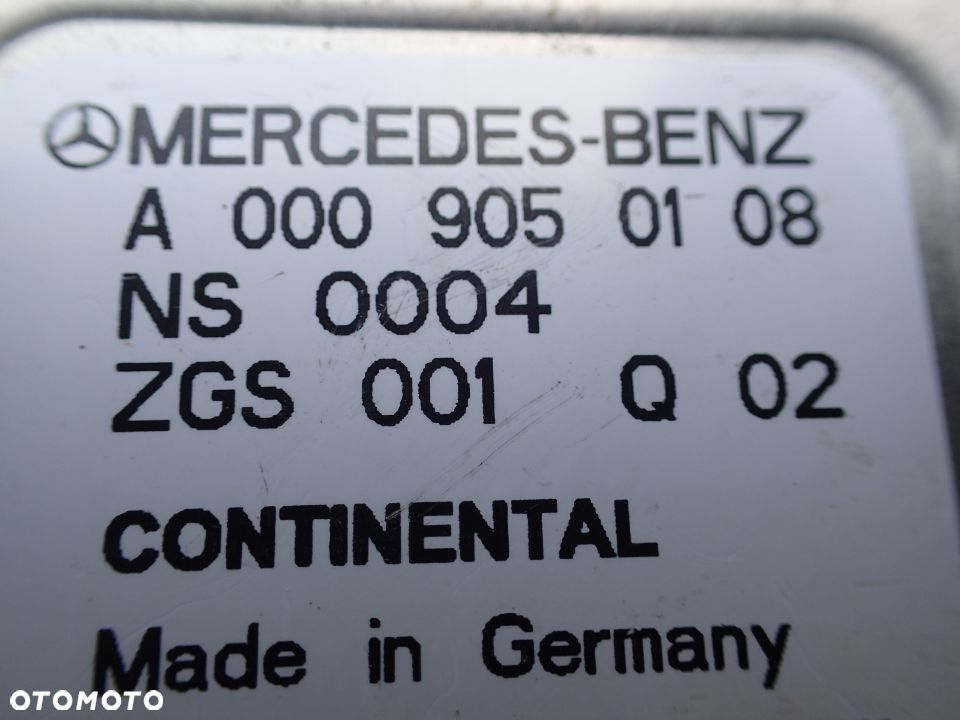 MERCEDES-BENZ
A 000 905 01 08
NS 0004
ZGS 001 Q 02
CONTINENTAL
Made in Germany
OTOMOTO